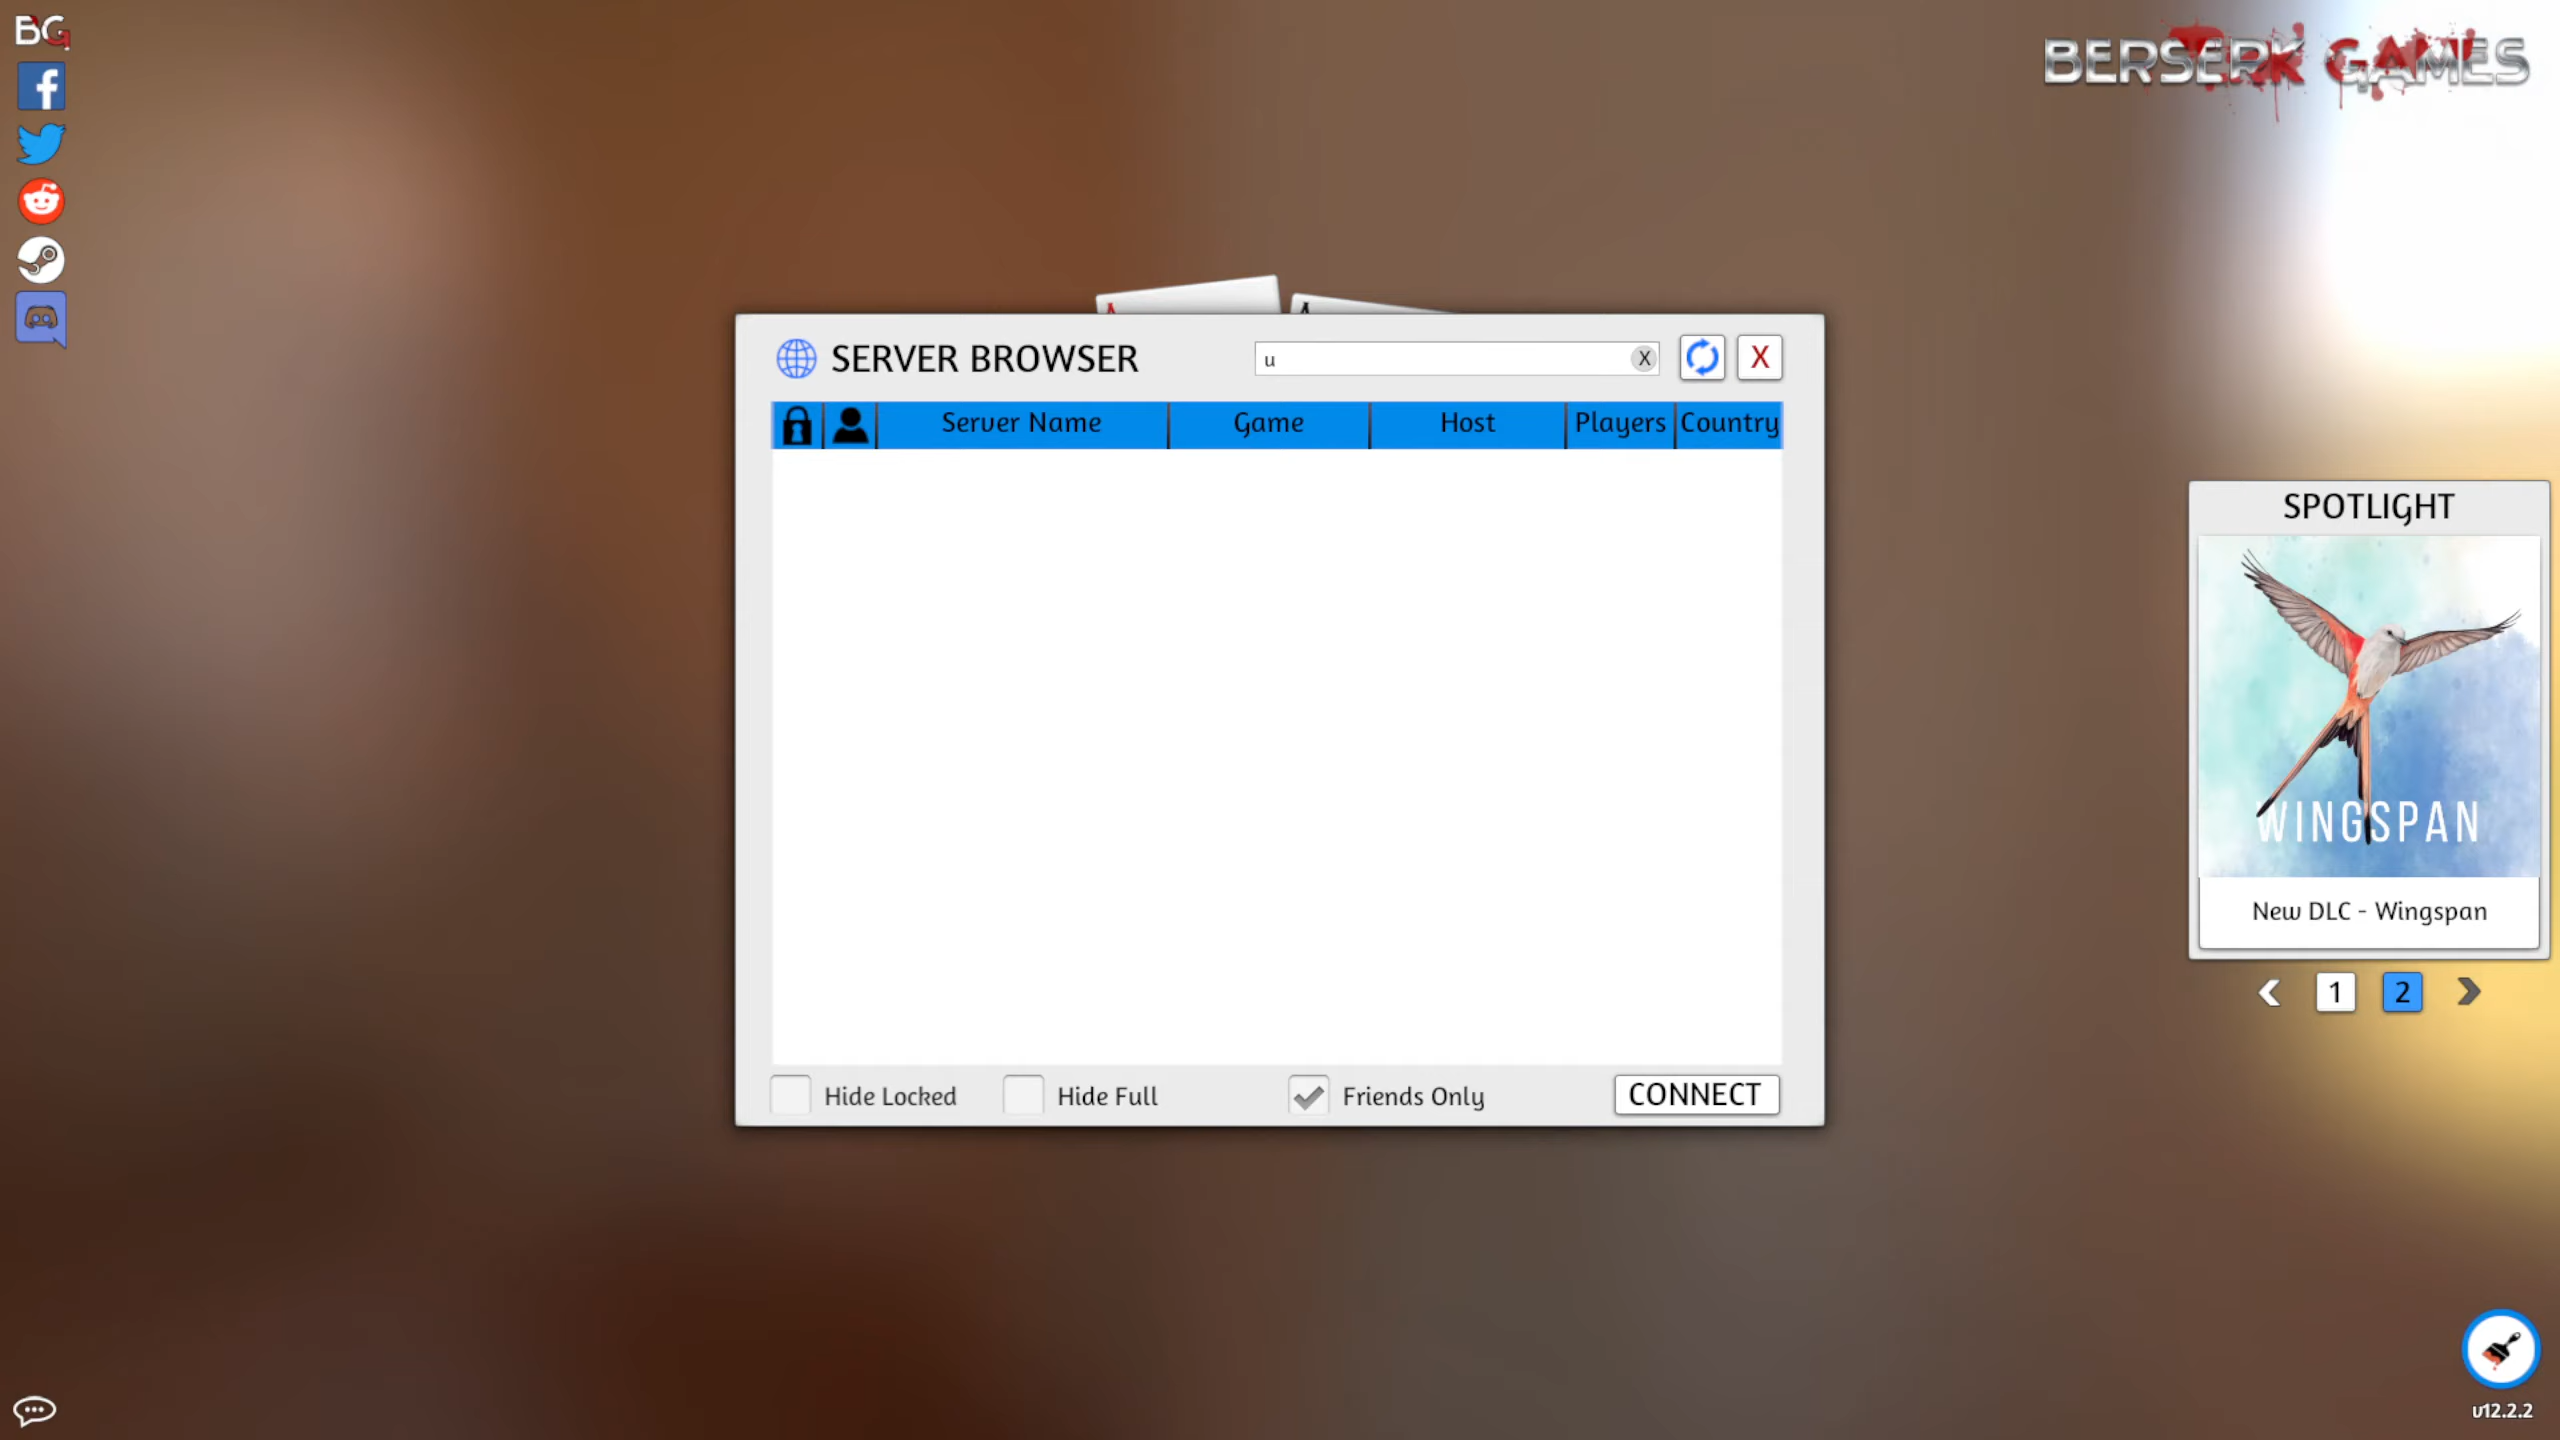 BG
BERSERK GAMES
A
A
SERVER BROWSER
u
X
X
Server Name
Game
Host
Players
Country
Hide Locked
Hide Full
Friends Only
CONNECT
SPOTLIGHT
WINGSPAN
New DLC - Wingspan
1
2
v12.2.2